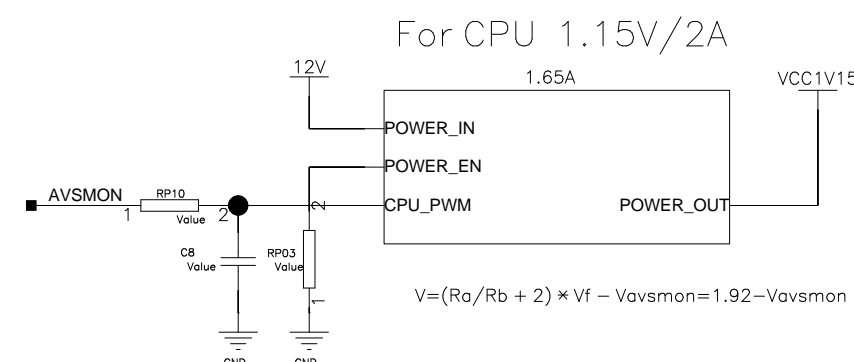 For CPU 1.15V/2A
12V
1.65A
VCC1V15
POWER_IN
POWER_EN
AVSMON
RP10
1
Value
2
CPU_PWM
POWER_OUT
2
C8
Value
RP03
Value
1
V=(Ra/Rb + 2) * Vf - Vavsmon=1.92-Vavsmon
GND
GND